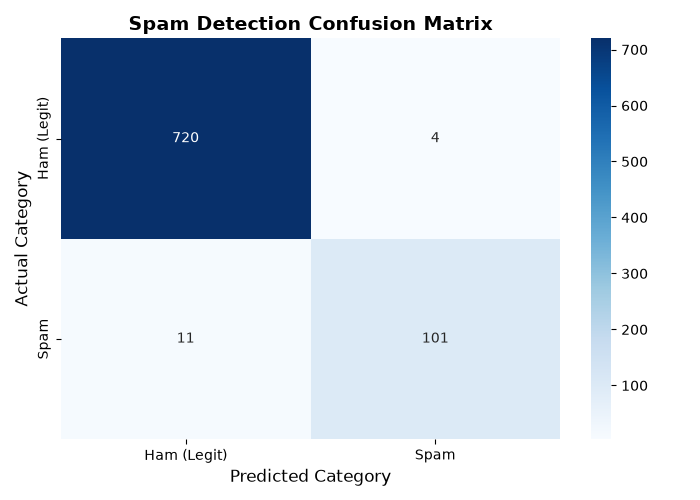 Spam Detection Confusion Matrix
Actual Category
Ham (Legit)
Spam
720
4
11
101
Ham (Legit)
Spam
Predicted Category
700
600
500
400
300
200
100